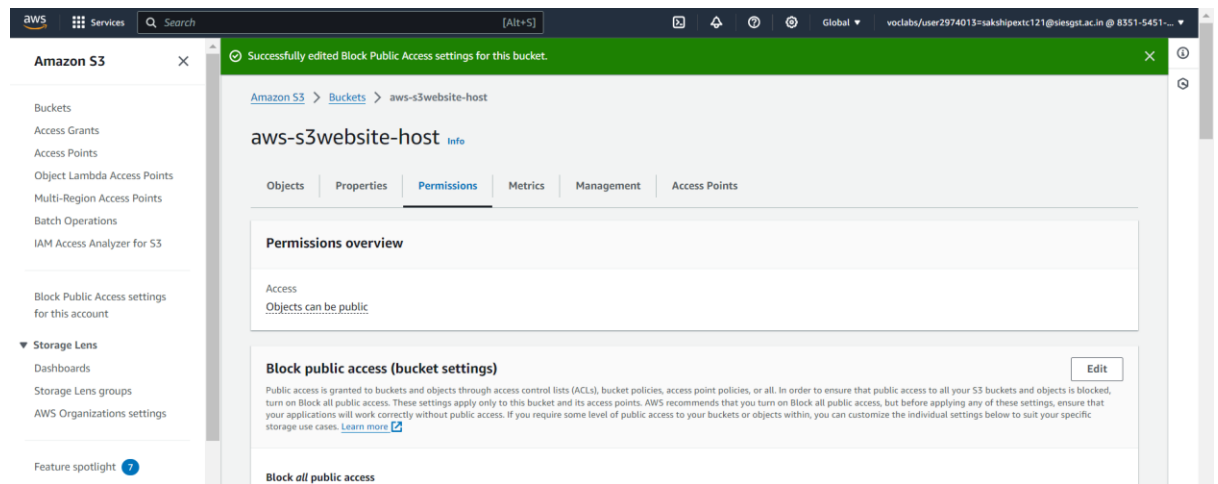 aws Services Search [Alt+S] Global voclabs/user2974013=sakshipextc121@siesgst.ac.in @ 8351-5451-...
Amazon S3
Buckets
Access Grants
Access Points
Object Lambda Access Points
Multi-Region Access Points
Batch Operations
IAM Access Analyzer for S3
Block Public Access settings
for this account
Storage Lens
Dashboards
Storage Lens groups
AWS Organizations settings
Feature spotlight 7
Successfully edited Block Public Access settings for this bucket.
Amazon S3 > Buckets > aws-s3website-host
aws-s3website-host Info
Objects Properties Permissions Metrics Management Access Points
Permissions overview
Access
Objects can be public
Block public access (bucket settings) Edit
Public access is granted to buckets and objects through access control lists (ACLs), bucket policies, access point policies, or all. In order to ensure that public access to all your S3 buckets and objects is blocked,
turn on Block all public access. These settings apply only to this bucket and its access points. AWS recommends that you turn on Block all public access, but before applying any of these settings, ensure that
your applications will work correctly without public access. If you require some level of public access to your buckets or objects within, you can customize the individual settings below to suit your specific
storage use cases. Learn more
Block all public access